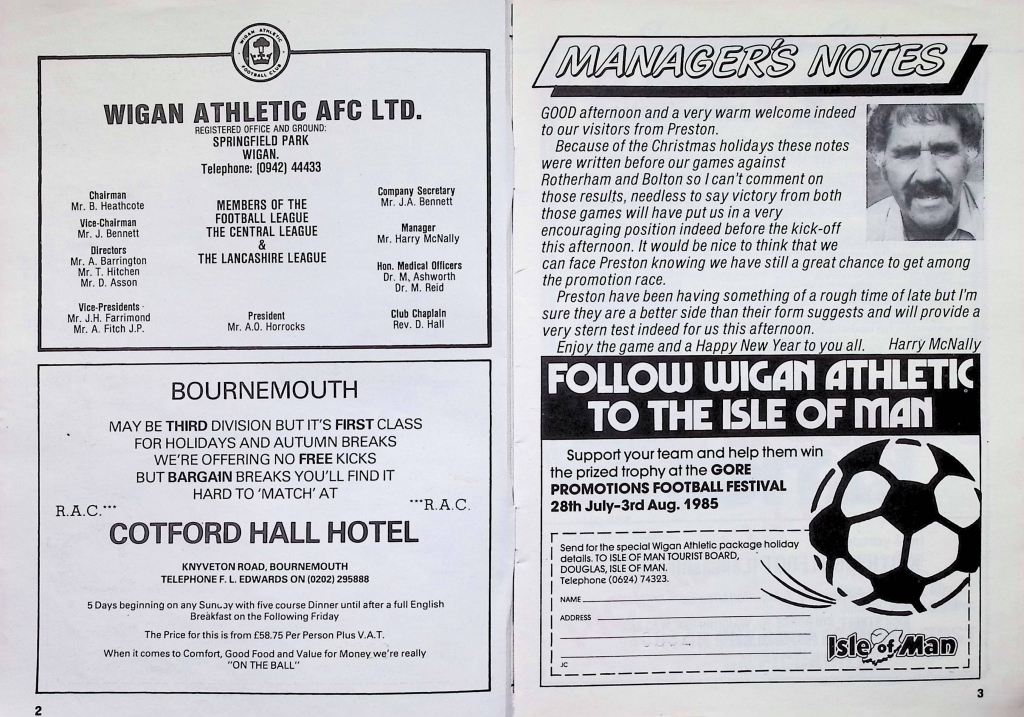 WIGAN ATHLETIC
FOOTBALL CLUB
WIGAN ATHLETIC AFC LTD.
REGISTERED OFFICE AND GROUND:
SPRINGFIELD PARK
WIGAN.
Telephone: (0942) 44433
Chairman
Mr. B. Heathcote
Vice-Chairman
Mr. J. Bennett
Directors
Mr. A. Barrington
Mr. T. Hitchen
Mr. D. Asson
Vice-Presidents
Mr. J.H. Farrimond
Mr. A. Fitch J.P.
MEMBERS OF THE
FOOTBALL LEAGUE
THE CENTRAL LEAGUE
&
THE LANCASHIRE LEAGUE
President
Mr. A.O. Horrocks
Company Secretary
Mr. J.A. Bennett
Manager
Mr. Harry McNally
Hon. Medical Officers
Dr. M, Ashworth
Dr. M. Reid
Club Chaplain
Rev. D. Hall
BOURNEMOUTH
MAY BE THIRD DIVISION BUT IT'S FIRST CLASS
FOR HOLIDAYS AND AUTUMN BREAKS
WE'RE OFFERING NO FREE KICKS
BUT BARGAIN BREAKS YOU'LL FIND IT
HARD TO 'MATCH' AT
R.A.C.*** ***R.A.C.
COTFORD HALL HOTEL
KNYVETON ROAD, BOURNEMOUTH
TELEPHONE F. L. EDWARDS ON (0202) 295888
5 Days beginning on any Sunday with five course Dinner until after a full English
Breakfast on the Following Friday
The Price for this is from £58.75 Per Person Plus V.A.T.
When it comes to Comfort, Good Food and Value for Money we're really
"ON THE BALL"
2
MANAGER'S NOTES
GOOD afternoon and a very warm welcome indeed
to our visitors from Preston.
Because of the Christmas holidays these notes
were written before our games against
Rotherham and Bolton so I can't comment on
those results, needless to say victory from both
those games will have put us in a very
encouraging position indeed before the kick-off
this afternoon. It would be nice to think that we
can face Preston knowing we have still a great chance to get among
the promotion race.
Preston have been having something of a rough time of late but I'm
sure they are a better side than their form suggests and will provide a
very stern test indeed for us this afternoon.
Enjoy the game and a Happy New Year to you all. Harry McNally
FOLLOW WIGAN ATHLETIC
TO THE ISLE OF MAN
Support your team and help them win
the prized trophy at the GORE
PROMOTIONS FOOTBALL FESTIVAL
28th July-3rd Aug. 1985
Send for the special Wigan Athletic package holiday
details. TO ISLE OF MAN TOURIST BOARD,
DOUGLAS, ISLE OF MAN.
Telephone (0624) 74323.
NAME
ADDRESS
JC
Isle of Man
3